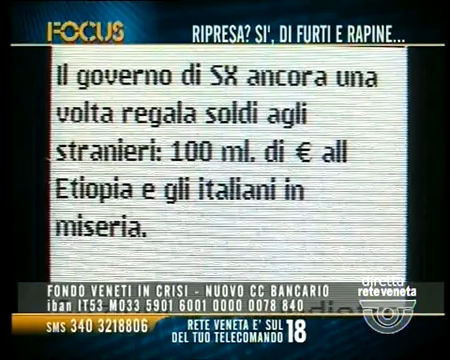 FOCUS
RIPRESA? SI', DI FURTI E RAPINE...
Il governo di SX ancora una
volta regala soldi agli
stranieri: 100 ml. di € all
Etiopia e gli italiani in
miseria.
FONDO VENETI IN CRISI - NUOVO CC BANCARIO
iban IT53 M033 5901 6001 0000 0078 840
diretta
reteveneta
SMS 340 3218806
RETE VENETA E' SUL
DEL TUO TELECOMANDO 18